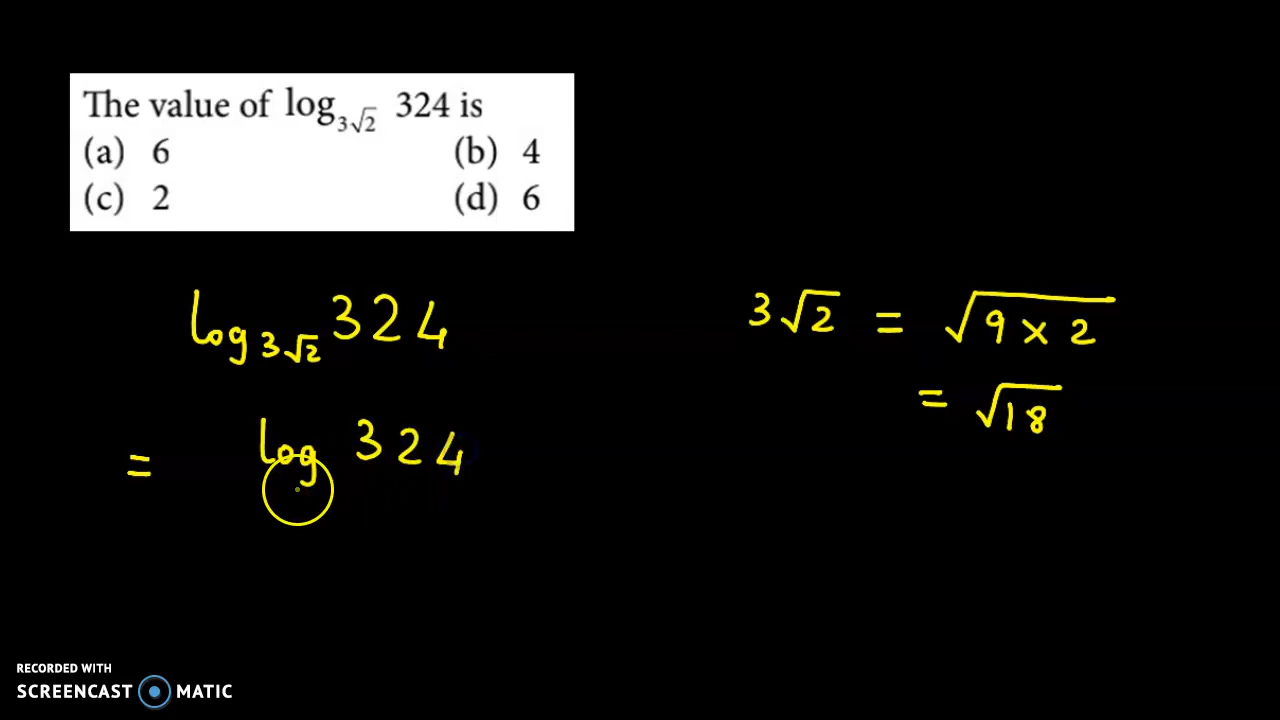 The value of log3√2 324 is
(a) 6 (b) 4
(c) 2 (d) 6
log3√2 324
3√2 = √9 × 2
= √18
= log 324
RECORDED WITH
SCREENCAST MATIC